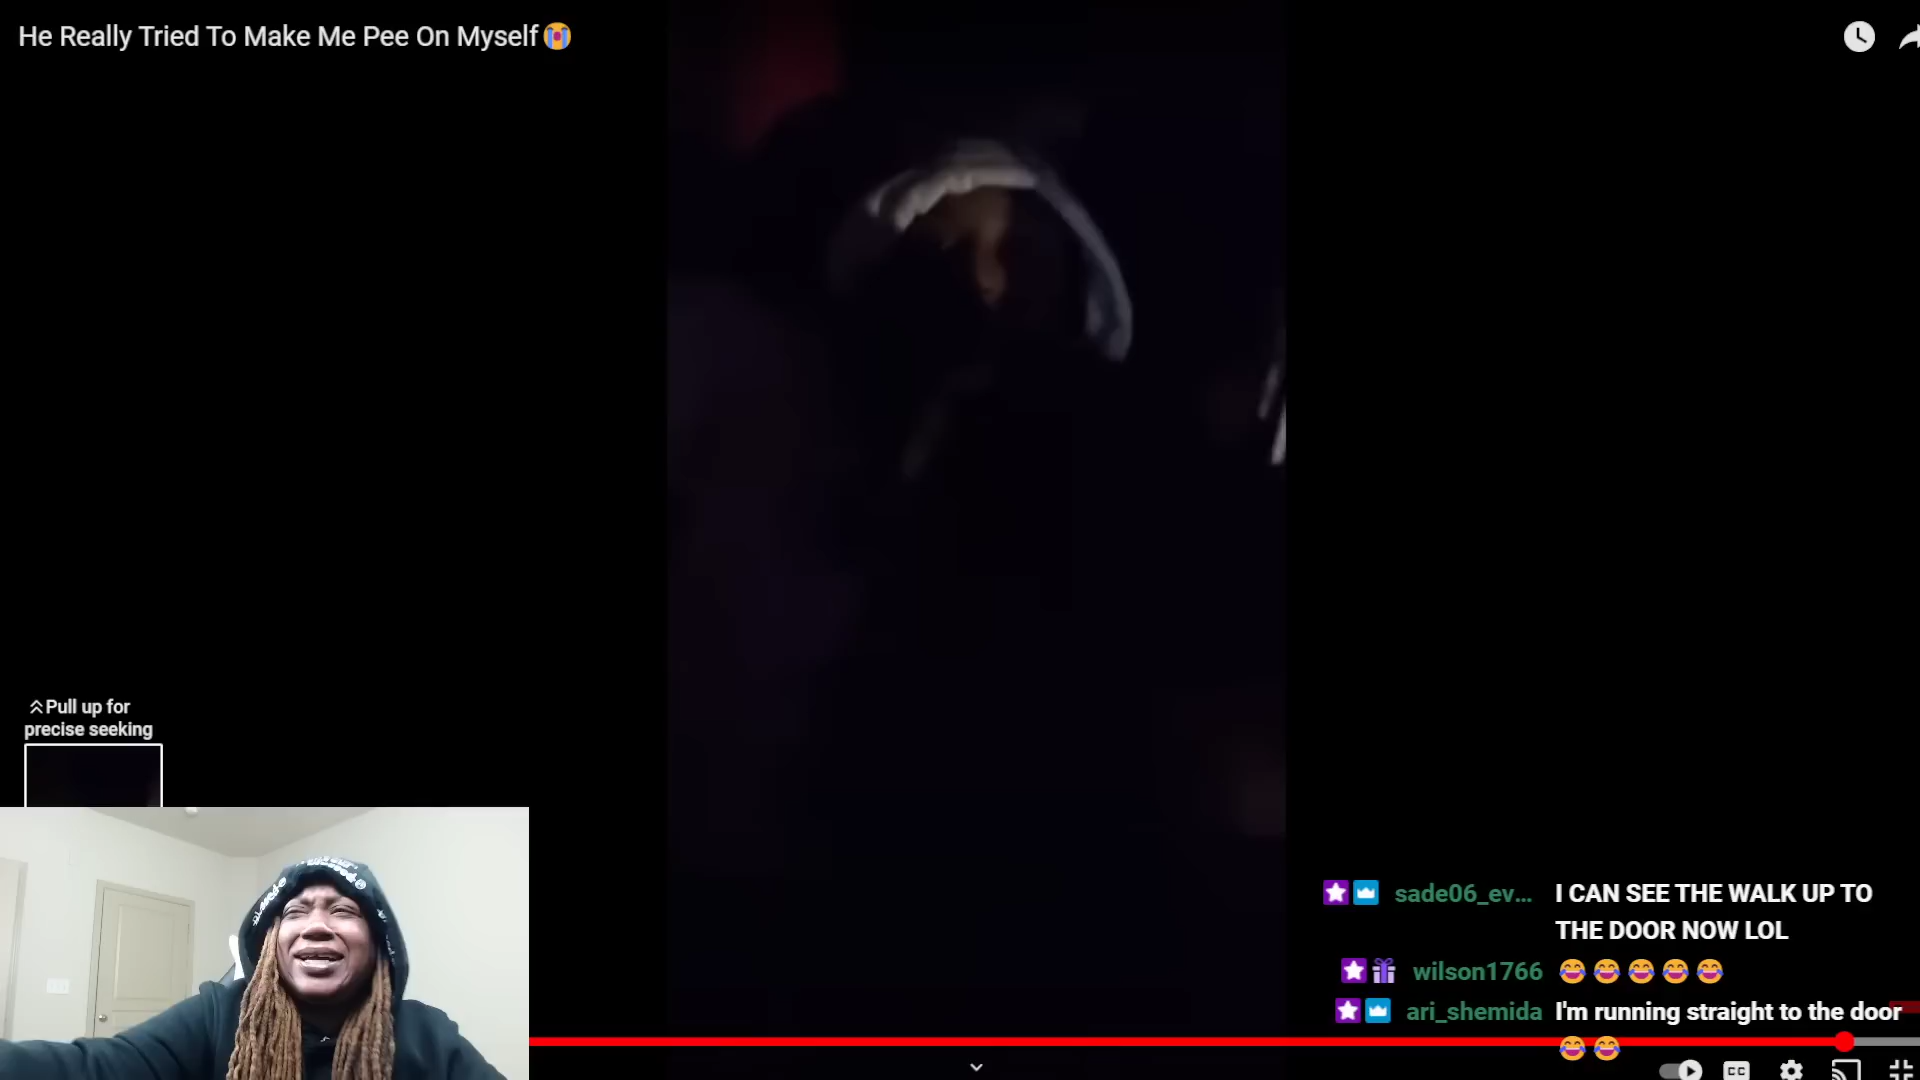 He Really Tried To Make Me Pee On Myself😭
Pull up for
precise seeking
sade06_ev... I CAN SEE THE WALK UP TO
THE DOOR NOW LOL
wilson1766 😂😂😂😂😂
ari_shemida I'm running straight to the door
😂😂
CC